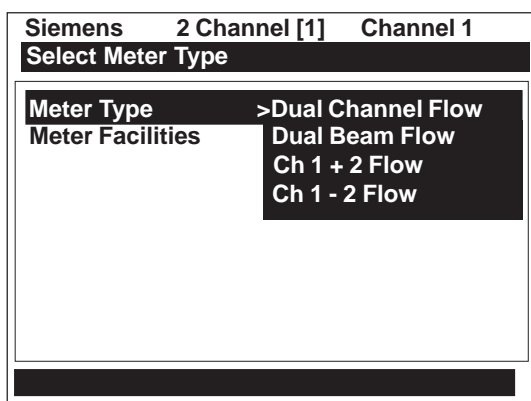 Siemens 2 Channel [1] Channel 1
Select Meter Type
Meter Type >Dual Channel Flow
Meter Facilities Dual Beam Flow
Ch 1 + 2 Flow
Ch 1 - 2 Flow